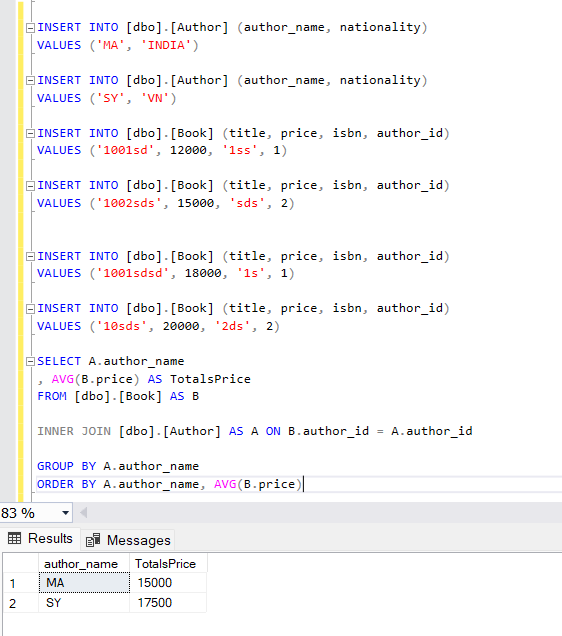 INSERT INTO [dbo].[Author] (author_name, nationality)
VALUES ('MA', 'INDIA')
INSERT INTO [dbo].[Author] (author_name, nationality)
VALUES ('SY', 'VN')
INSERT INTO [dbo].[Book] (title, price, isbn, author_id)
VALUES ('1001sd', 12000, '1ss', 1)
INSERT INTO [dbo].[Book] (title, price, isbn, author_id)
VALUES ('1002sds', 15000, 'sds', 2)
INSERT INTO [dbo].[Book] (title, price, isbn, author_id)
VALUES ('1001sdsd', 18000, '1s', 1)
INSERT INTO [dbo].[Book] (title, price, isbn, author_id)
VALUES ('10sds', 20000, '2ds', 2)
SELECT A.author_name
, AVG(B.price) AS TotalsPrice
FROM [dbo].[Book] AS B
INNER JOIN [dbo].[Author] AS A ON B.author_id = A.author_id
GROUP BY A.author_name
ORDER BY A.author_name, AVG(B.price)
83 %
Results Messages
author_name TotalsPrice
1 MA 15000
2 SY 17500